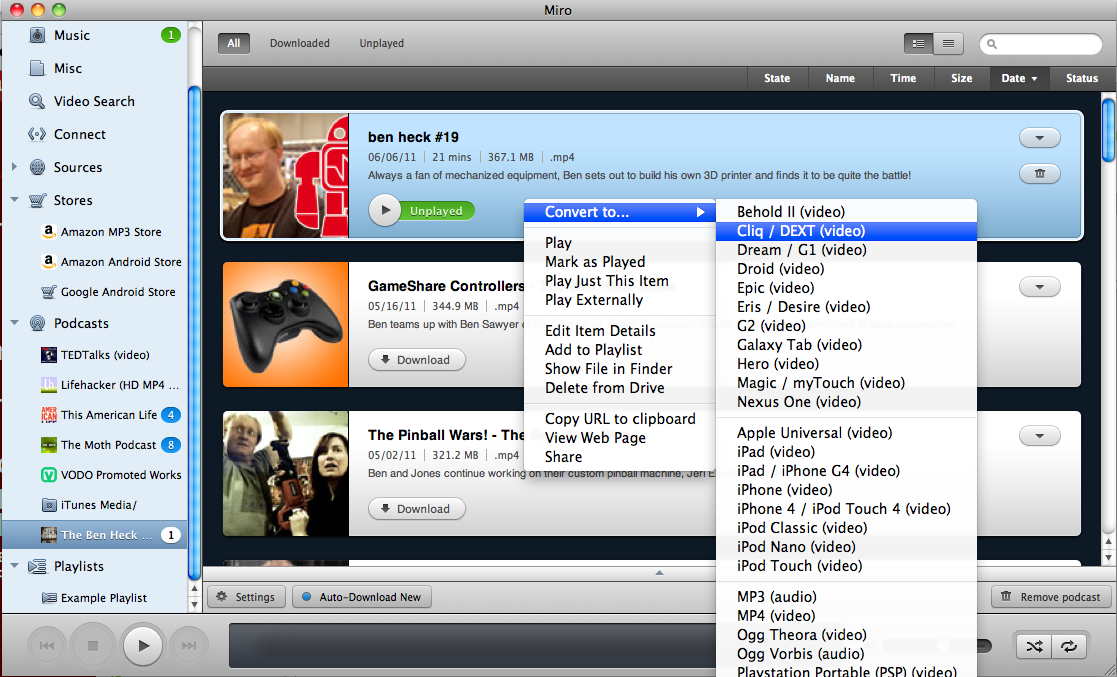 Miro
Music 1
Misc
Video Search
Connect
Sources
Stores
Amazon MP3 Store
Amazon Android Store
Google Android Store
Podcasts
TEDTalks (video)
Lifehacker (HD MP4 ...
This American Life 4
The Moth Podcast 8
VODO Promoted Works
iTunes Media/
The Ben Heck ... 1
Playlists
Example Playlist
All Downloaded Unplayed
State Name Time Size Date Status
ben heck #19
06/06/11 21 mins 367.1 MB .mp4
Always a fan of mechanized equipment, Ben sets out to build his own 3D printer and finds it to be quite the battle!
Unplayed
GameShare Controllers
05/16/11 344.9 MB .mp4
Ben teams up with Ben Sawyer
Download
The Pinball Wars! - The
05/02/11 321.2 MB .mp4
Ben and Jones continue working on their custom pinball machine, Jeri E
Download
Convert to...
Play
Mark as Played
Play Just This Item
Play Externally
Edit Item Details
Add to Playlist
Show File in Finder
Delete from Drive
Copy URL to clipboard
View Web Page
Share
Behold II (video)
Cliq / DEXT (video)
Dream / G1 (video)
Droid (video)
Epic (video)
Eris / Desire (video)
G2 (video)
Galaxy Tab (video)
Hero (video)
Magic / myTouch (video)
Nexus One (video)
Apple Universal (video)
iPad (video)
iPad / iPhone G4 (video)
iPhone (video)
iPhone 4 / iPod Touch 4 (video)
iPod Classic (video)
iPod Nano (video)
iPod Touch (video)
MP3 (audio)
MP4 (video)
Ogg Theora (video)
Ogg Vorbis (audio)
Playstation Portable (PSP) (video)
Settings Auto-Download New Remove podcast